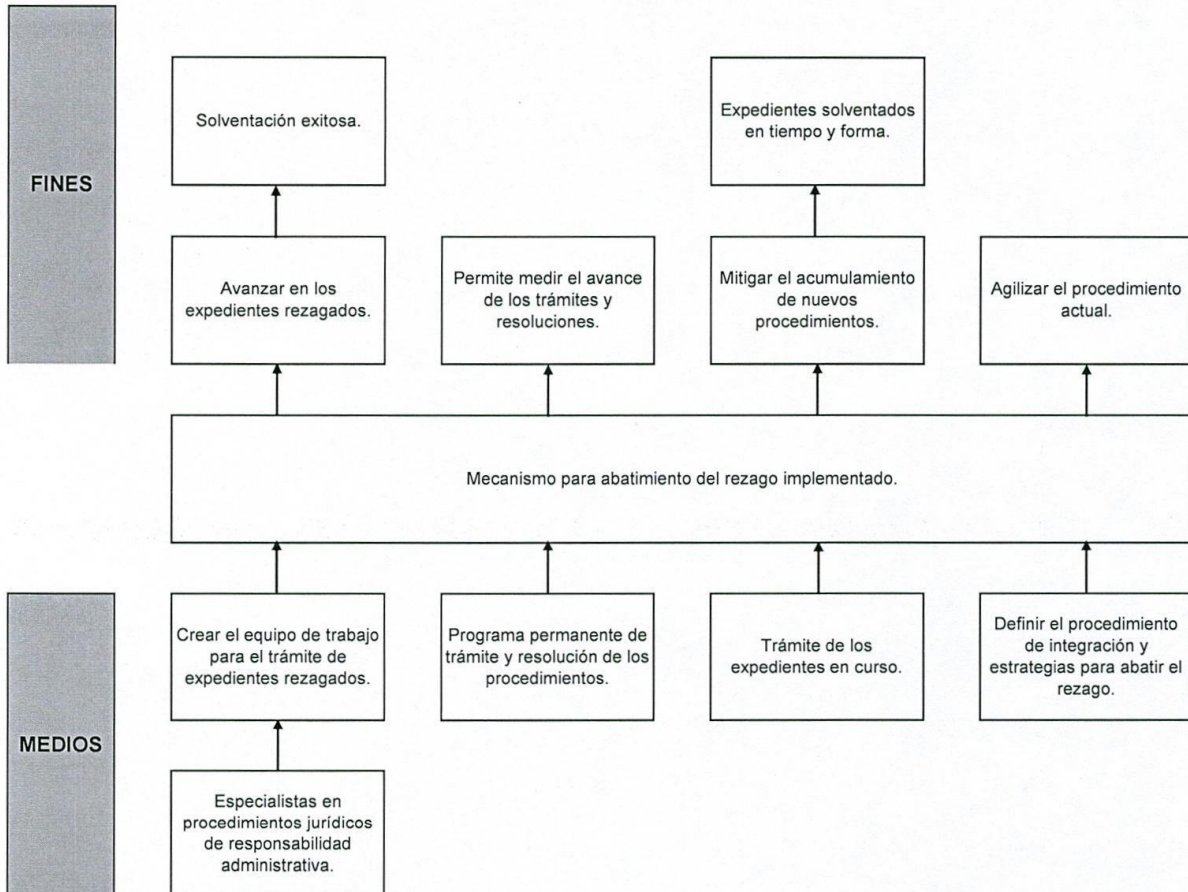 Solventación exitosa.
Expedientes solventados
en tiempo y forma.
FINES
Avanzar en los
expedientes rezagados.
Permite medir el avance
de los trámites y
resoluciones.
Mitigar el acumulamiento
de nuevos
procedimientos.
Agilizar el procedimiento
actual.
Mecanismo para abatimiento del rezago implementado.
Crear el equipo de trabajo
para el trámite de
expedientes rezagados.
Programa permanente de
trámite y resolución de los
procedimientos.
Trámite de los
expedientes en curso.
Definir el procedimiento
de integración y
estrategias para abatir el
rezago.
MEDIOS
Especialistas en
procedimientos jurídicos
de responsabilidad
administrativa.